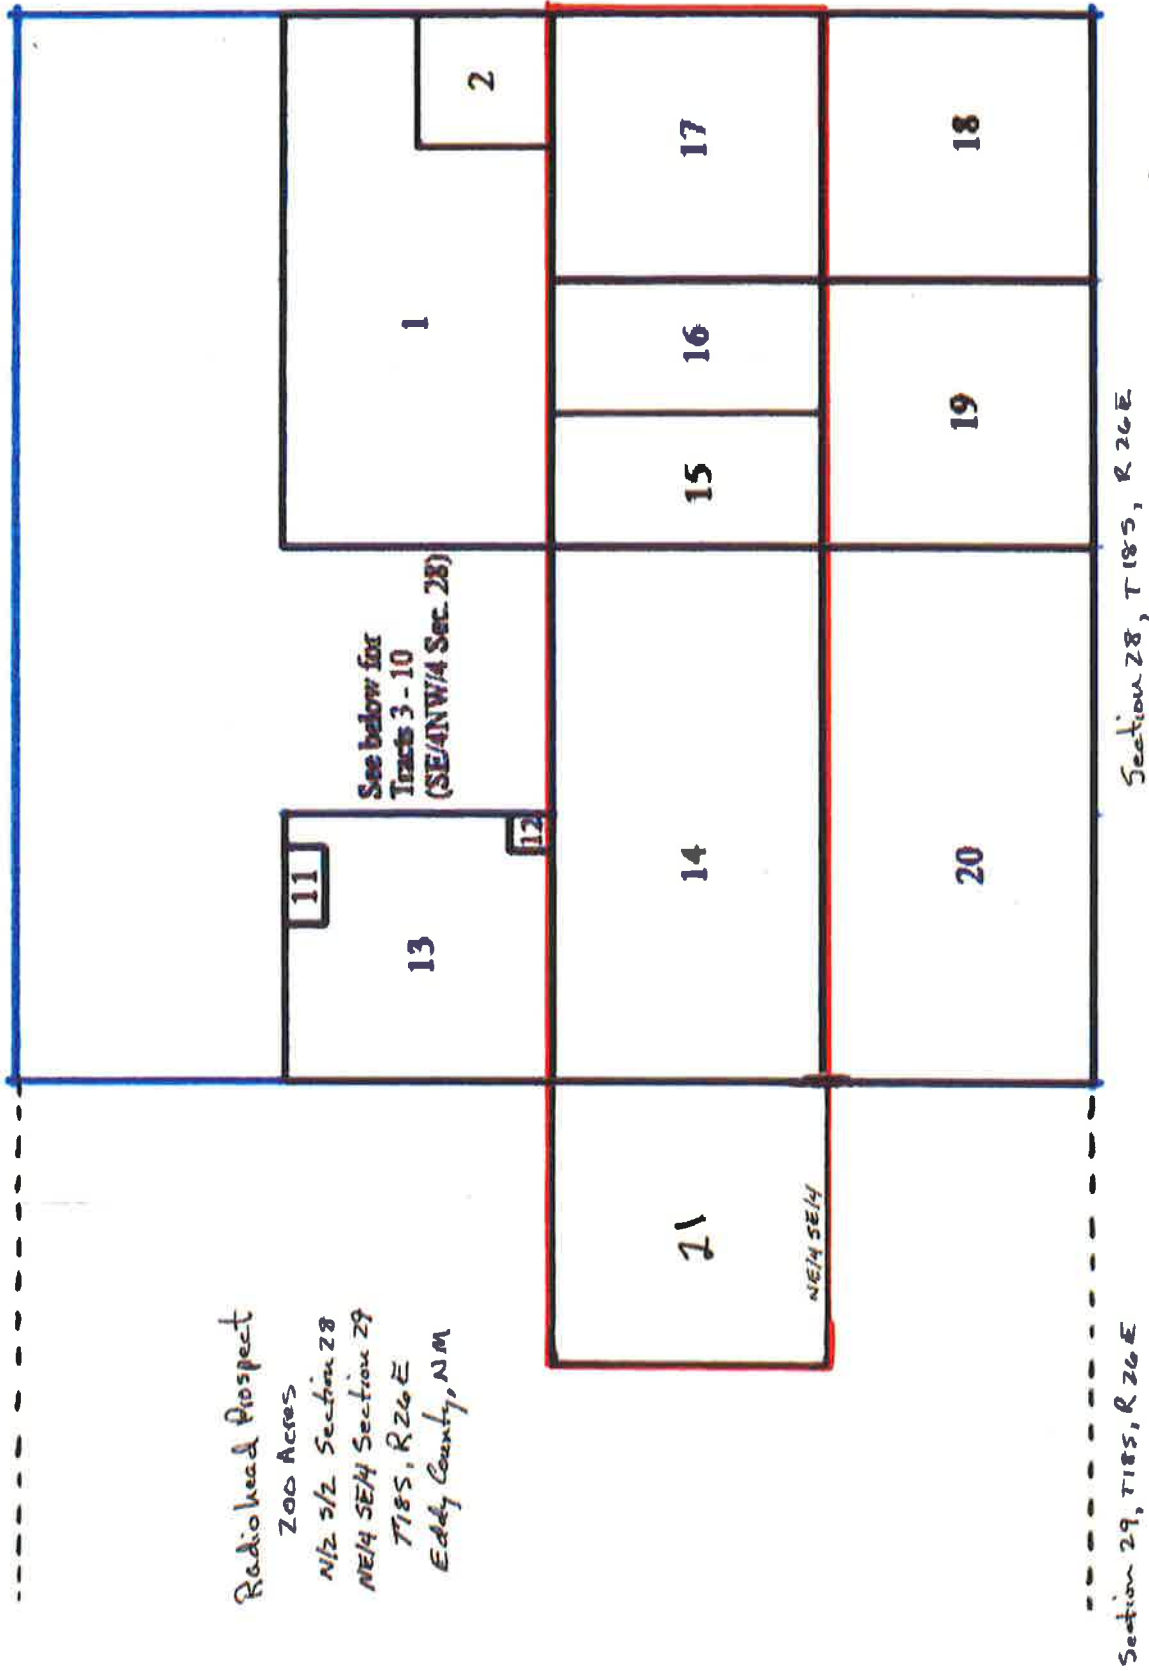 2
1
17
18
16
15
19
See below for
Tracts 3 - 10
(SE/4NW/4 Sec. 28)
11
12
13
14
20
21
NE/4 SE/4
Radiohead Prospect
200 Acres
N/2 S/2 Section 28
NE/4 SE/4 Section 29
T18S, R26E
Eddy County, NM
Section 28, T18S, R26E
Section 29, T18S, R26E